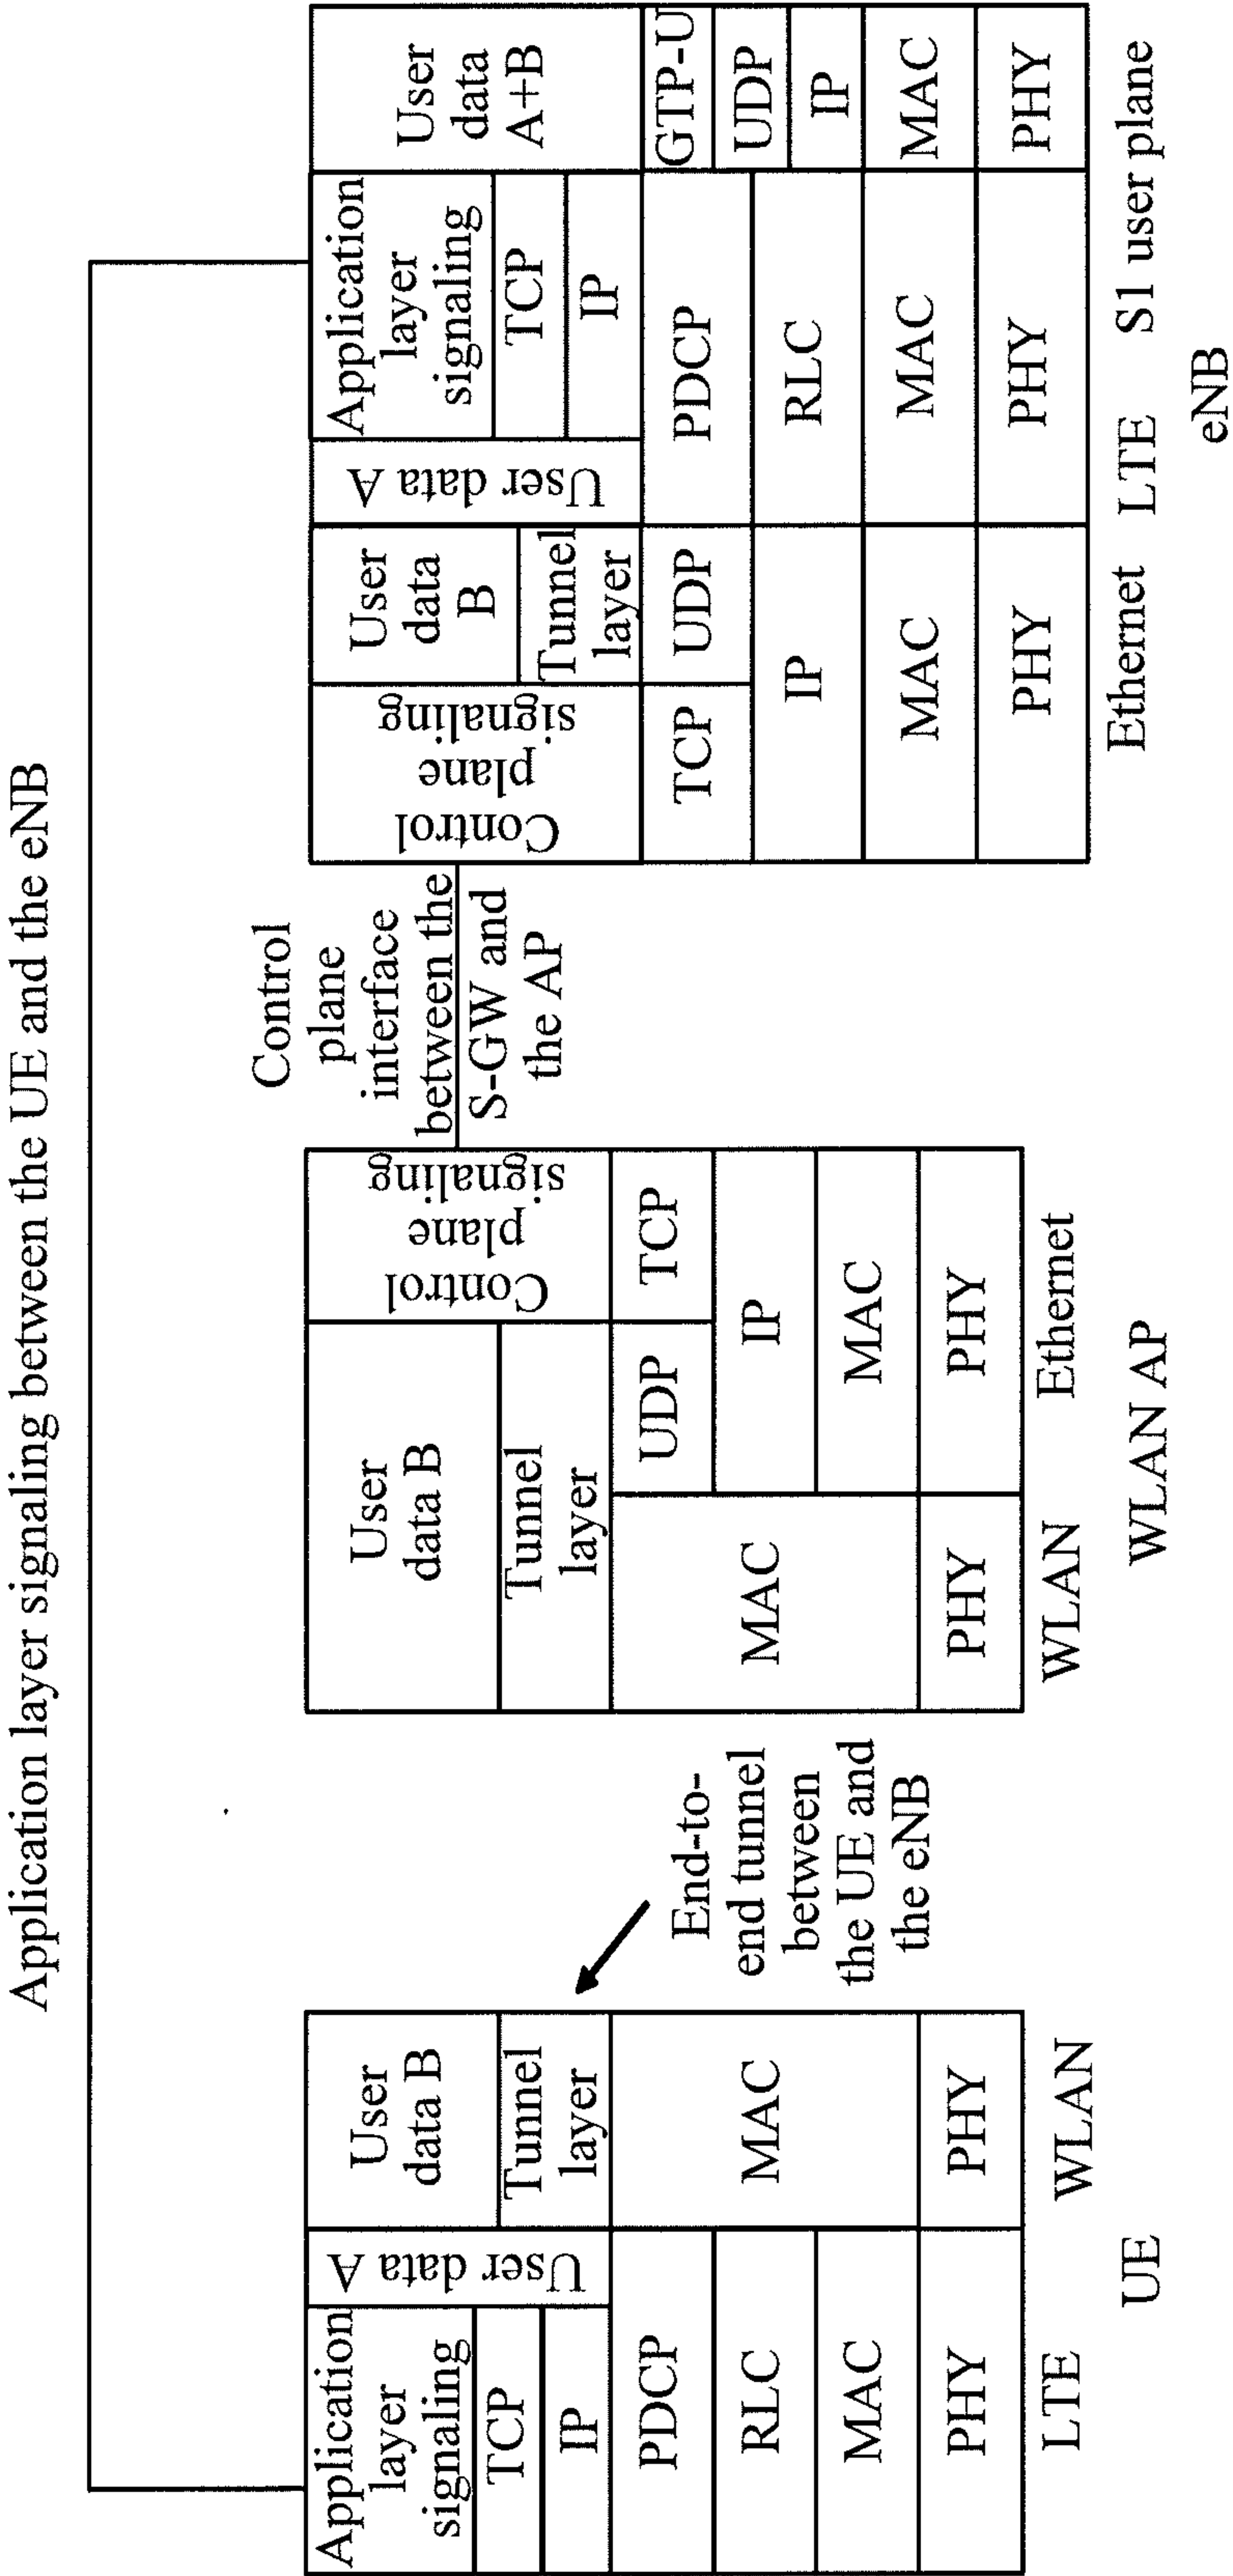 Application layer signaling between the UE and the eNB
Application
layer
signaling
TCP
IP
User data A
PDCP
RLC
MAC
PHY
LTE
User
data B
Tunnel
layer
MAC
PHY
WLAN
UE
End-to-
end tunnel
between
the UE and
the eNB
User
data B
Tunnel
layer
MAC
PHY
WLAN
Control
plane
signaling
UDP
TCP
IP
MAC
PHY
Ethernet
WLAN AP
Control
plane
interface
between the
S-GW and
the AP
Control
plane
signaling
TCP
User
data
B
Tunnel
layer
UDP
IP
MAC
PHY
Ethernet
User data A
Application
layer
signaling
TCP
IP
PDCP
RLC
MAC
PHY
LTE
User
data
A+B
GTP-U
UDP
IP
MAC
PHY
S1 user plane
eNB